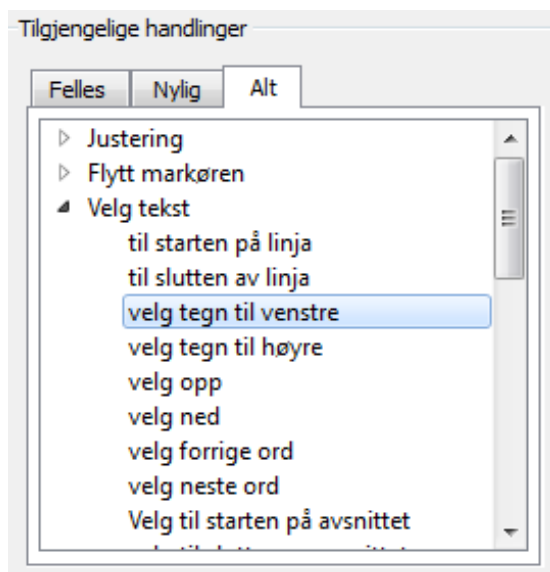 Tilgjengelige handlinger
Felles Nylig Alt
Justering
Flytt markøren
Velg tekst
til starten på linja
til slutten av linja
velg tegn til venstre
velg tegn til høyre
velg opp
velg ned
velg forrige ord
velg neste ord
Velg til starten på avsnittet